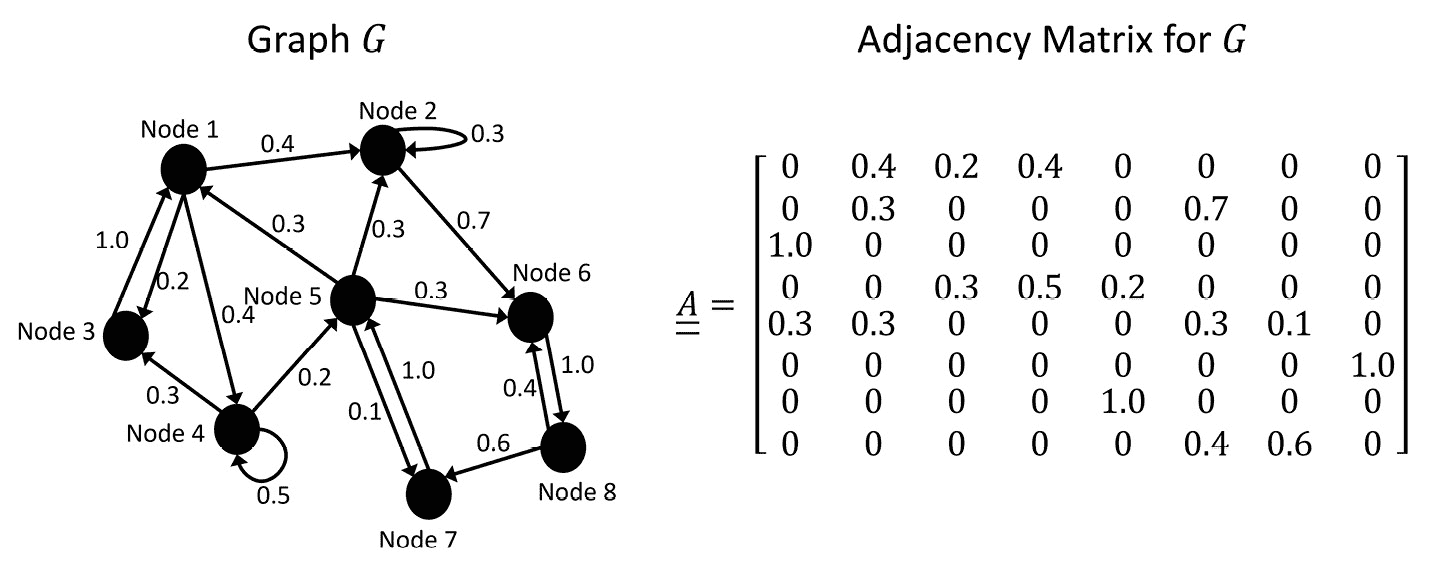 Graph G
Adjacency Matrix for G
Node 1
Node 2
Node 3
Node 4
Node 5
Node 6
Node 7
Node 8
0.4
0.3
0.7
0.3
0.3
1.0
0.2
0.4
0.3
0.2
0.3
0.5
0.1
1.0
0.4
1.0
0.6
A =
0 0.4 0.2 0.4 0 0 0 0
0 0.3 0 0 0 0.7 0 0
1.0 0 0 0 0 0 0 0
0 0 0.3 0.5 0.2 0 0 0
0.3 0.3 0 0 0 0.3 0.1 0
0 0 0 0 0 0 0 1.0
0 0 0 0 1.0 0 0 0
0 0 0 0 0 0.4 0.6 0